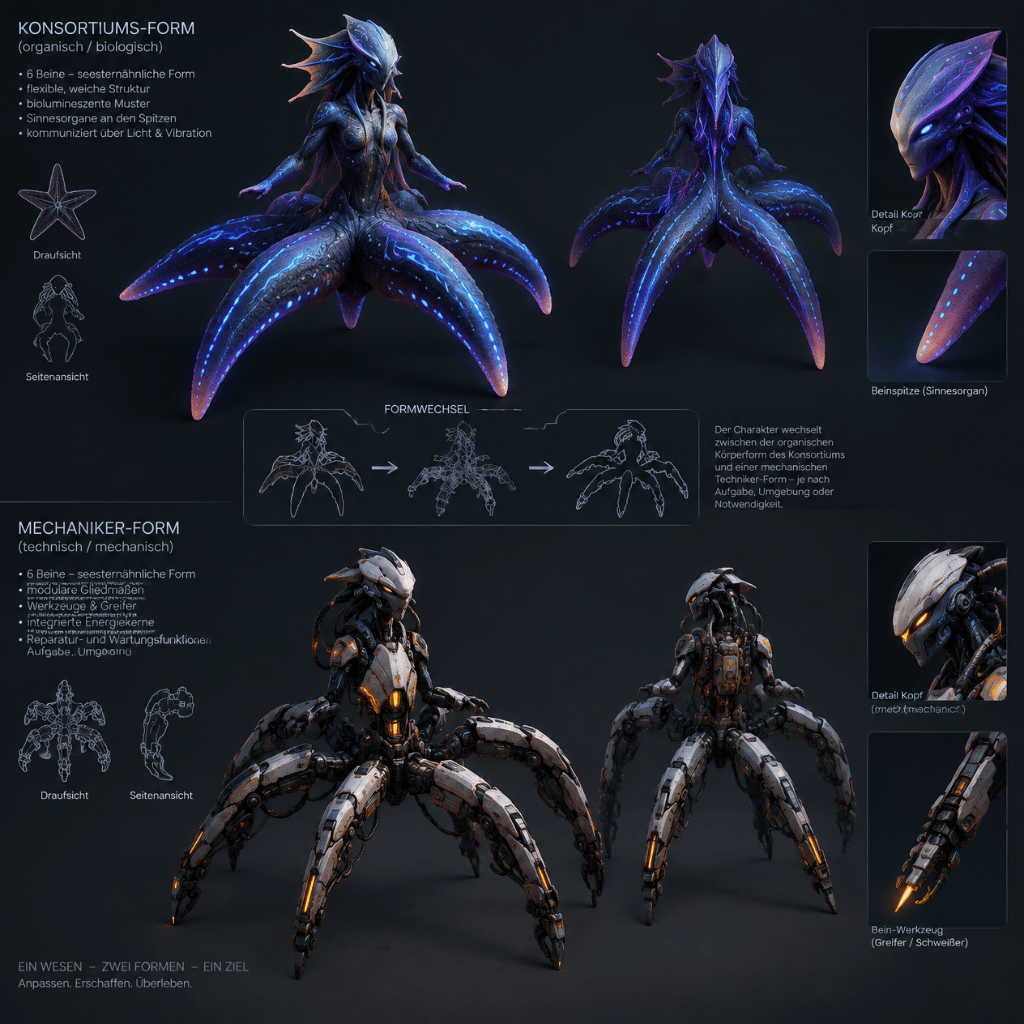 KONSORTIUMS-FORM
(organisch / biologisch)
• 6 Beine – seesternähnliche Form
• flexible, weiche Struktur
• biolumineszente Muster
• Sinnesorgane an den Spitzen
• kommuniziert über Licht & Vibration
Draufsicht
Seitenansicht
Detail Kopf
Kopf
Beinspitze (Sinnesorgan)
FORMWECHSEL
Der Charakter wechselt
zwischen der organischen
Körperform des Konsortiums
und einer mechanischen
Techniker-Form – je nach
Aufgabe, Umgebung oder
Notwendigkeit.
MECHANIKER-FORM
(technisch / mechanisch)
• 6 Beine – seesternähnliche Form
• modulare Gliedmaßen
• Werkzeuge & Greifer
• integrierte Energiekerne
• Reparatur- und Wartungsfunktionen
Aufgabe,
Draufsicht
Seitenansicht
Detail Kopf
Bein-Werkzeug
(Greifer / Schweißer)
EIN WESEN – ZWEI FORMEN – EIN ZIEL
Anpassen. Erschaffen. Überleben.